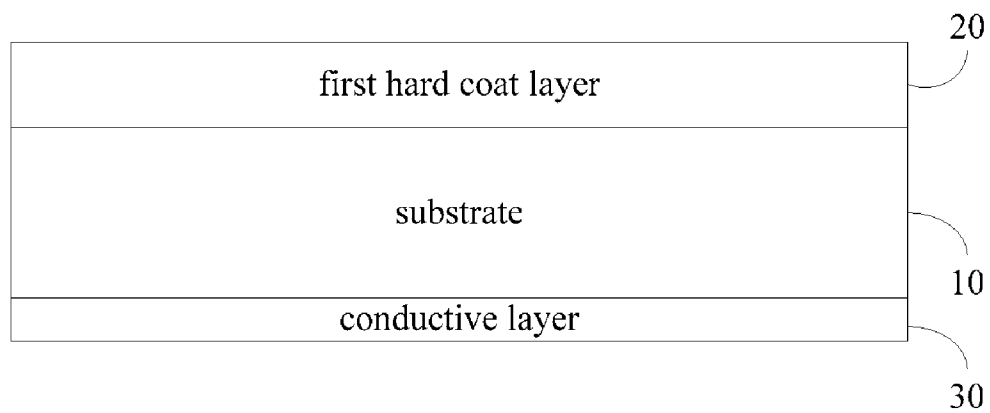 20
first hard coat layer
substrate
10
conductive layer
30